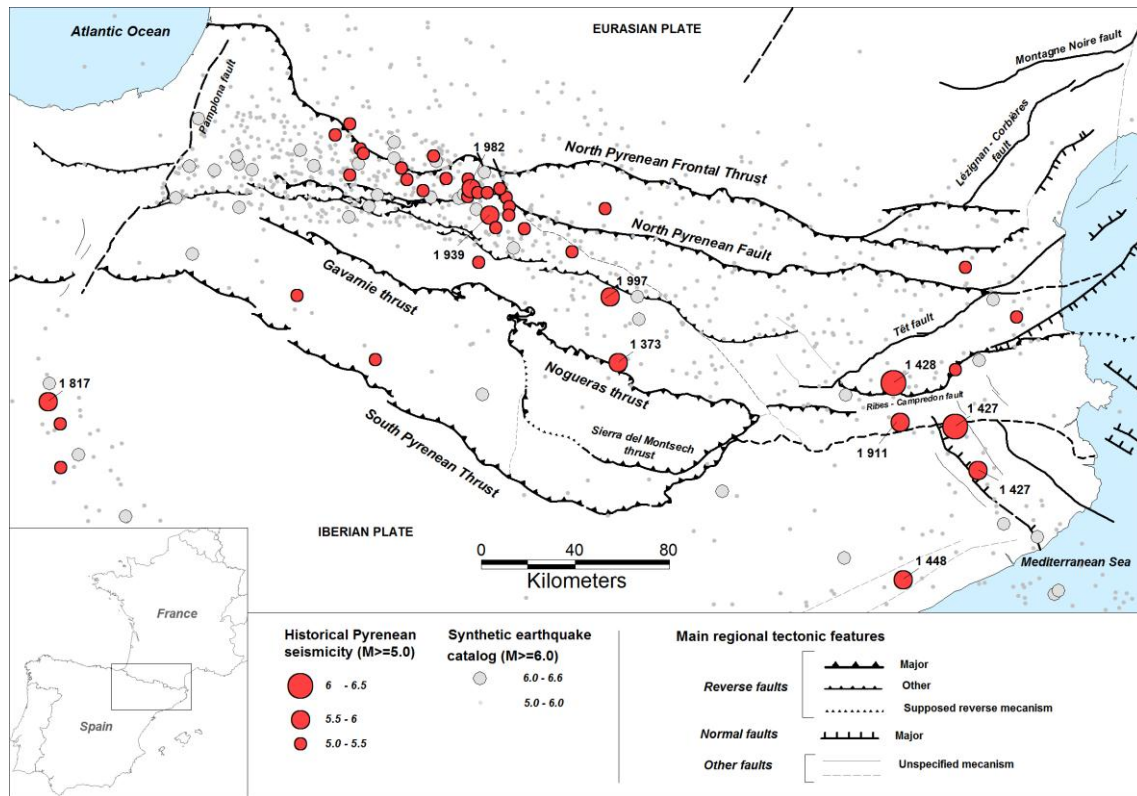 Atlantic Ocean
EURASIAN PLATE
Montagne Noire fault
Pamplona fault
Lézignan - Corbières
fault
1 982
North Pyrenean Frontal Thrust
North Pyrenean Fault
1 939
Gavarnie thrust
1 997
Têt fault
1 373
1 428
1 817
Nogueras thrust
Ribes - Campredon fault
1 427
South Pyrenean Thrust
Sierra del Montsech
thrust
1 911
1 427
IBERIAN PLATE
0 40 80
Kilometers
1 448
Mediterranean Sea
France
Spain
Historical Pyrenean
seismicity (M>=5.0)
6 - 6.5
5.5 - 6
5.0 - 5.5
Synthetic earthquake
catalog (M>=6.0)
6.0 - 6.6
5.0 - 6.0
Main regional tectonic features
Reverse faults
Major
Other
Supposed reverse mecanism
Normal faults
Major
Other faults
Unspecified mecanism